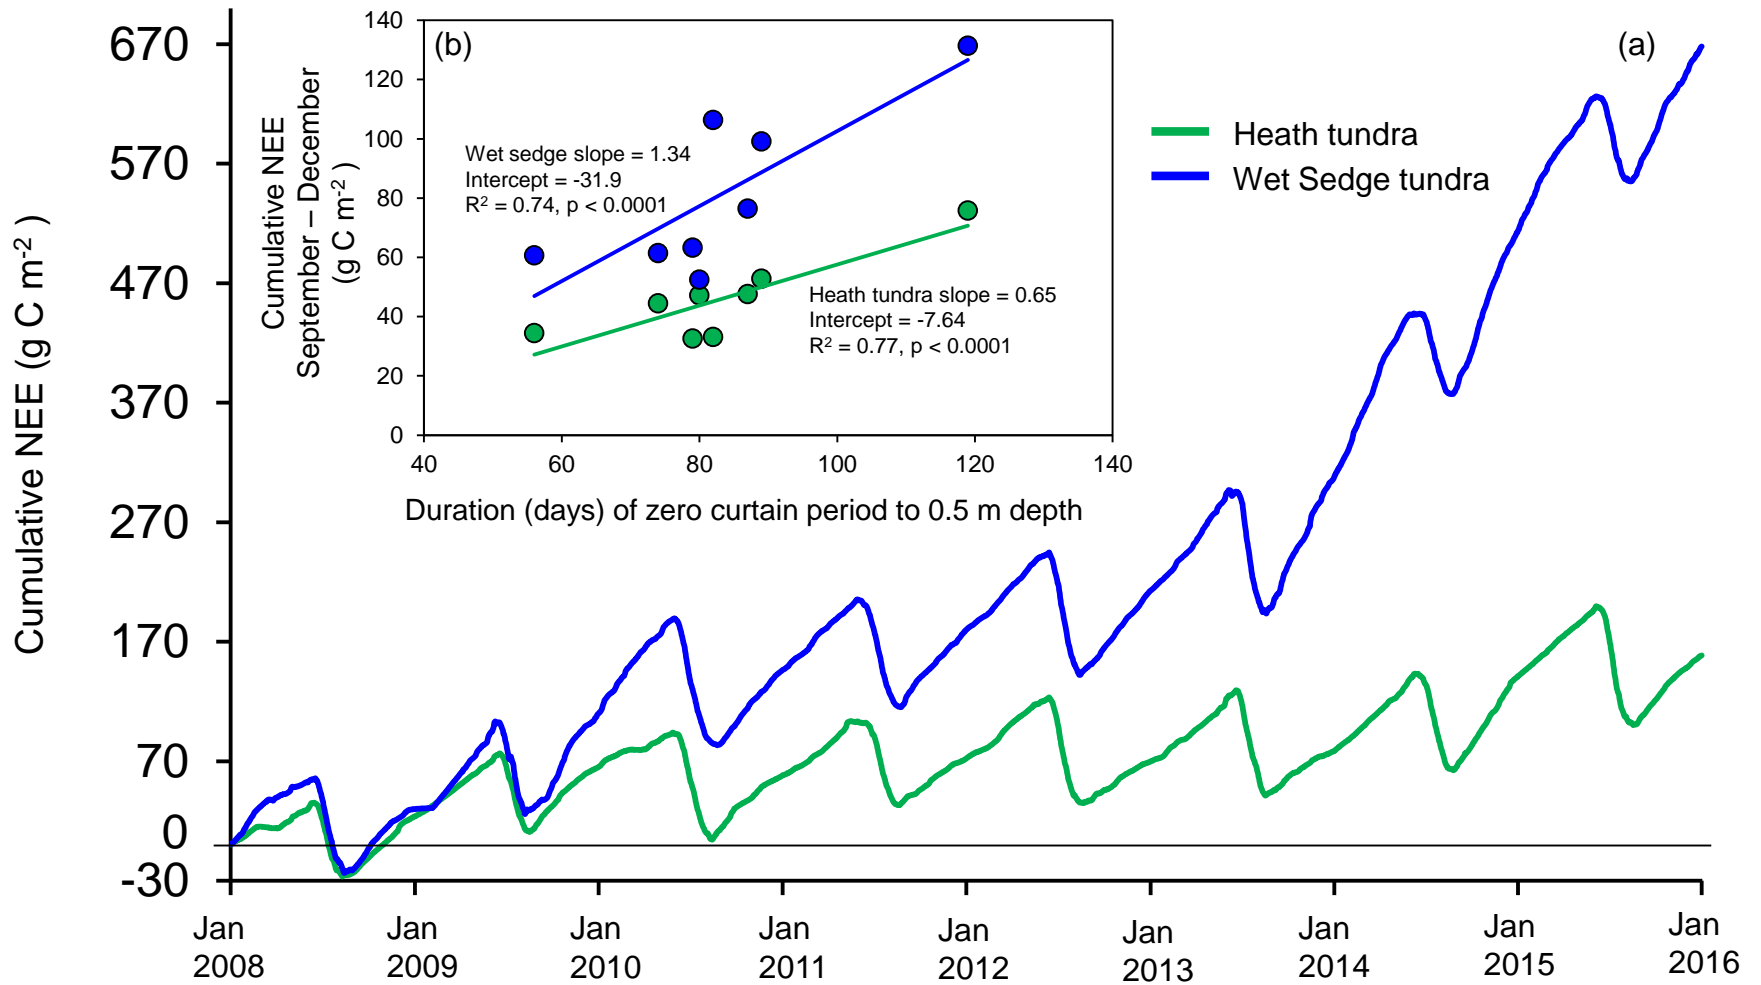 Cumulative NEE (g C m-2 )
670
570
470
370
270
170
70
0
-30
Jan
2008
Jan
2009
Jan
2010
Jan
2011
Jan
2012
Jan
2013
Jan
2014
Jan
2015
Jan
2016
(a)
Heath tundra
Wet Sedge tundra
(b)
Cumulative NEE
September – December
(g C m-2 )
140
120
100
80
60
40
20
0
40
60
80
100
120
140
Duration (days) of zero curtain period to 0.5 m depth
Wet sedge slope = 1.34
Intercept = -31.9
R2 = 0.74, p < 0.0001
Heath tundra slope = 0.65
Intercept = -7.64
R2 = 0.77, p < 0.0001